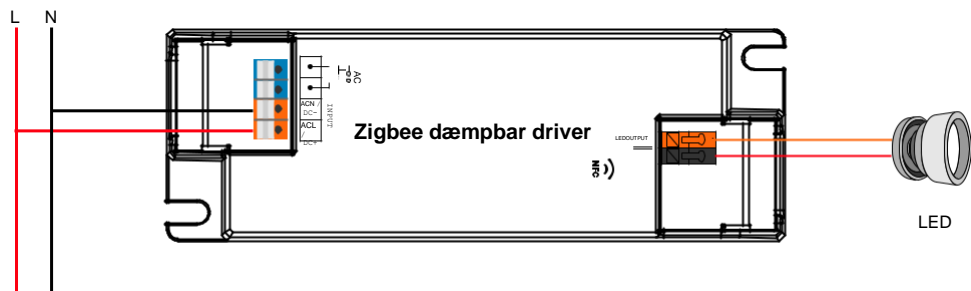 L N
AC
ACN /
DC-
ACL
/
DC+
INPUT
Zigbee dæmpbar driver
LEDOUTPUT
NFC
LED